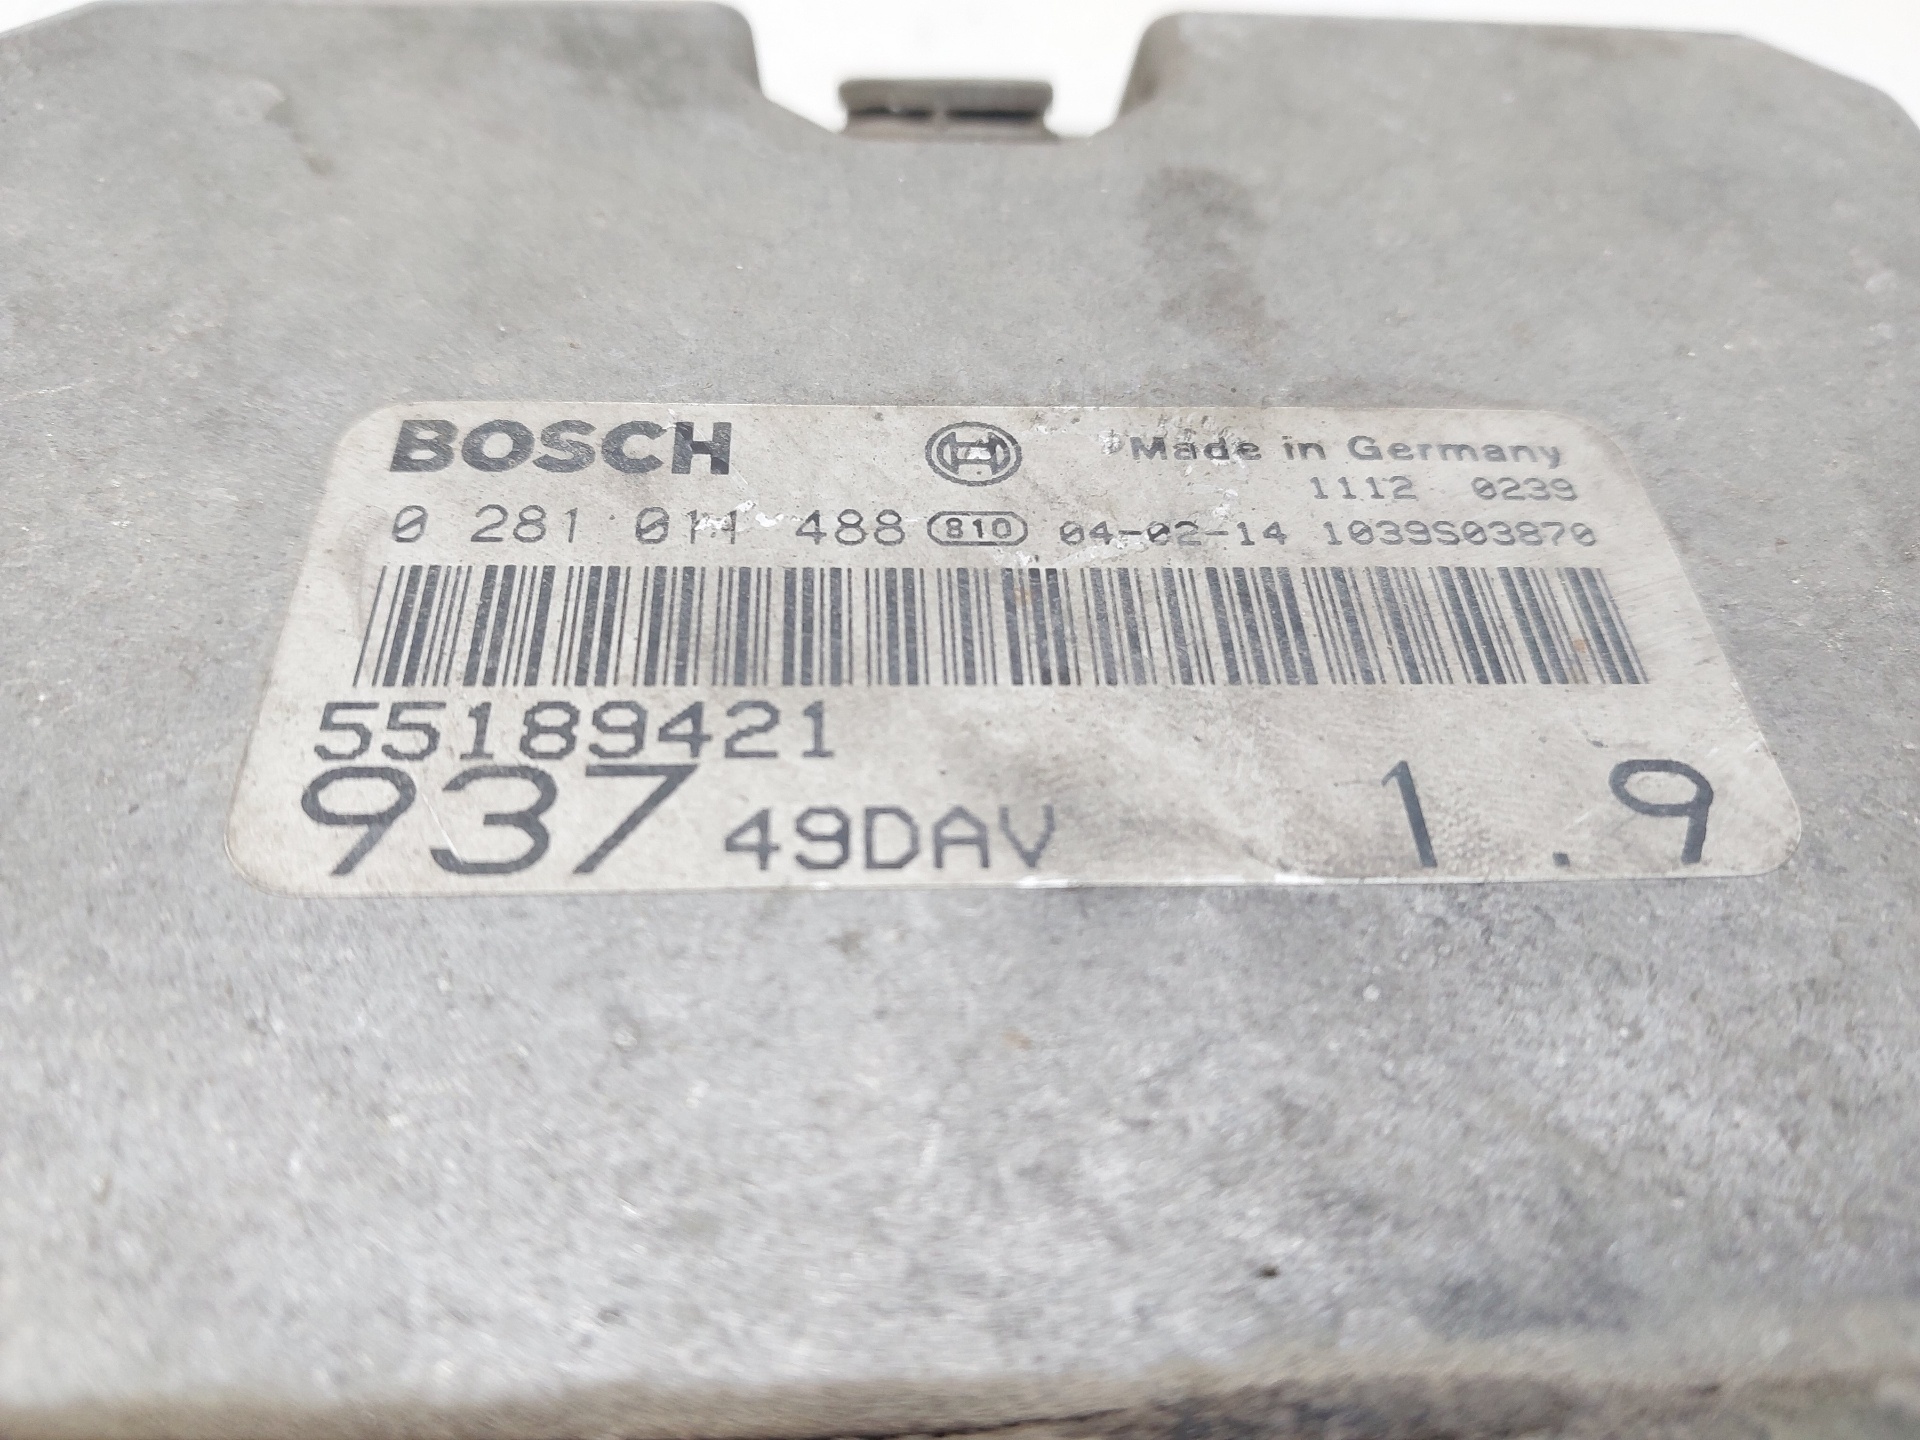 BOSCH
Made in Germany
1112 0239
0 281 011 488 810 04-02-14 1039S03870
55189421
937 49DAV 1.9